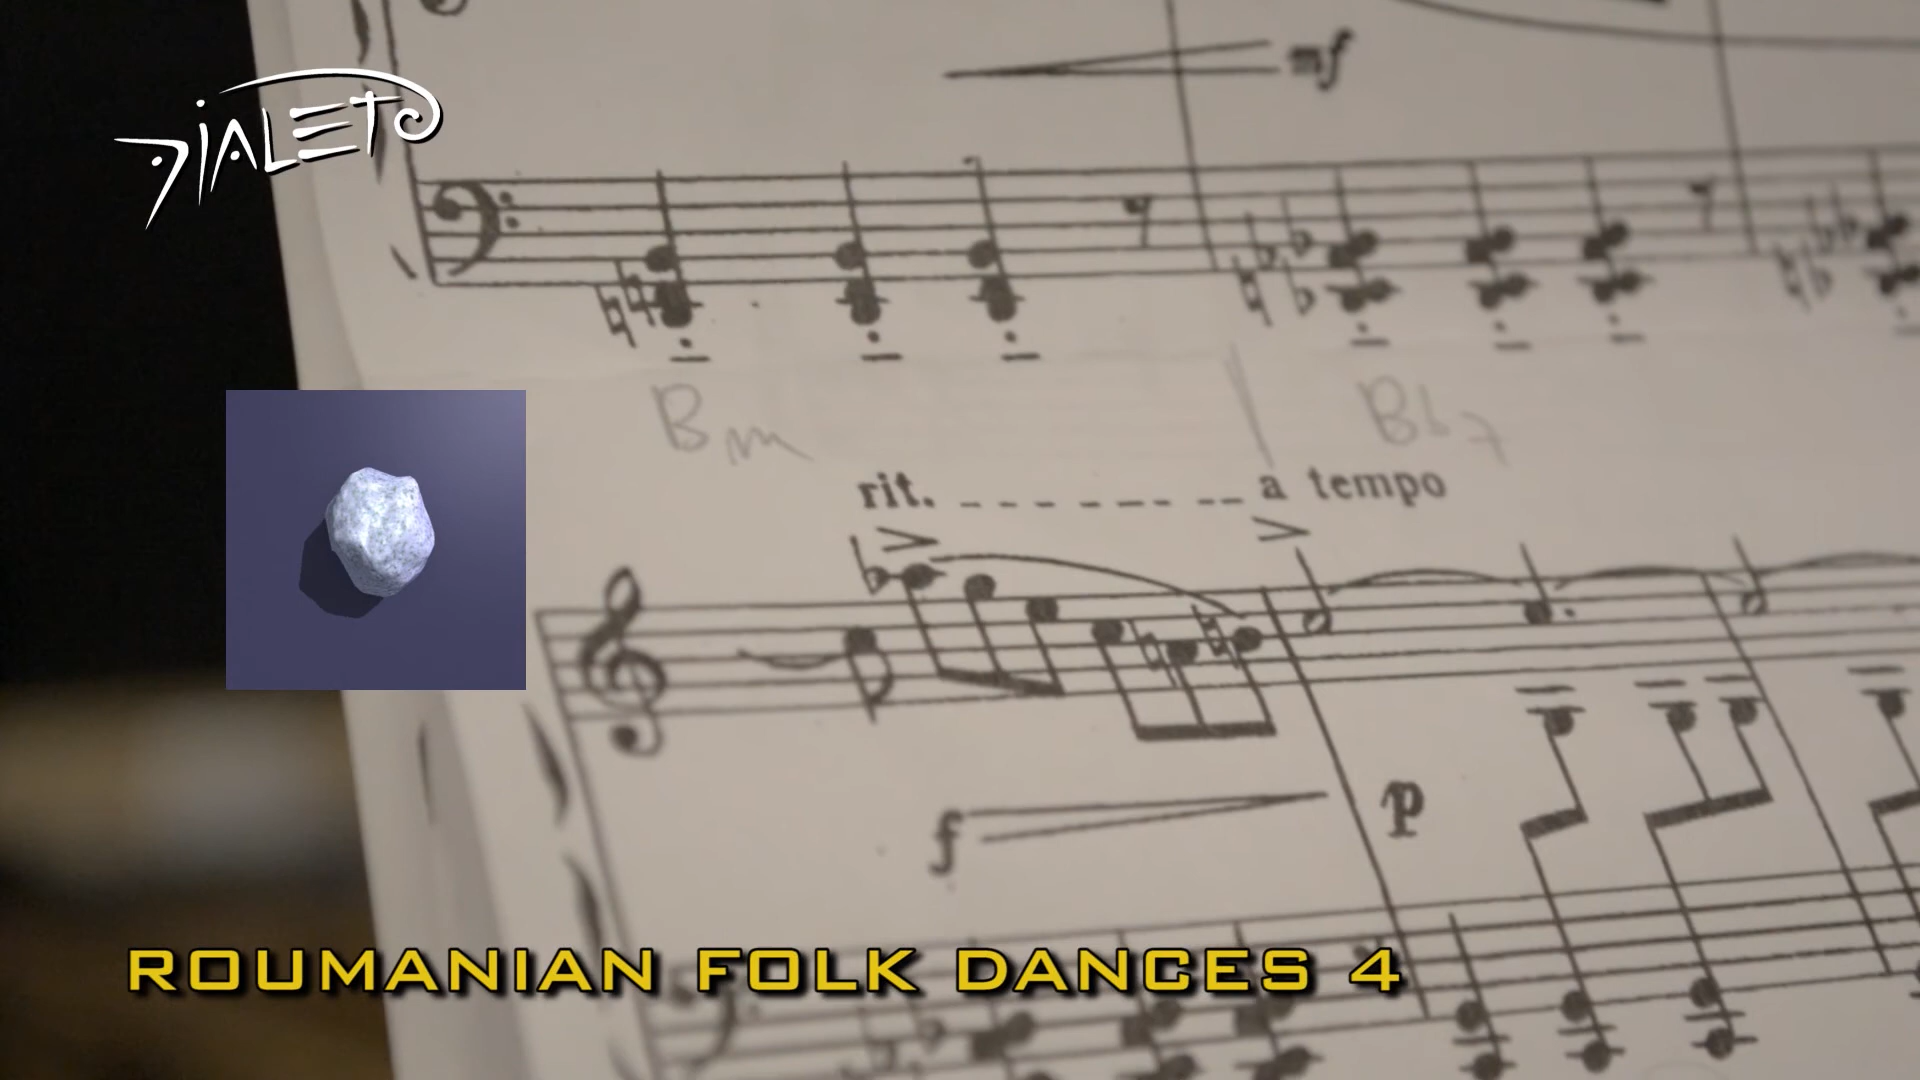 mf
DIALETO
Bm Bb7
rit. a tempo
f
p
ROUMANIAN FOLK DANCES 4